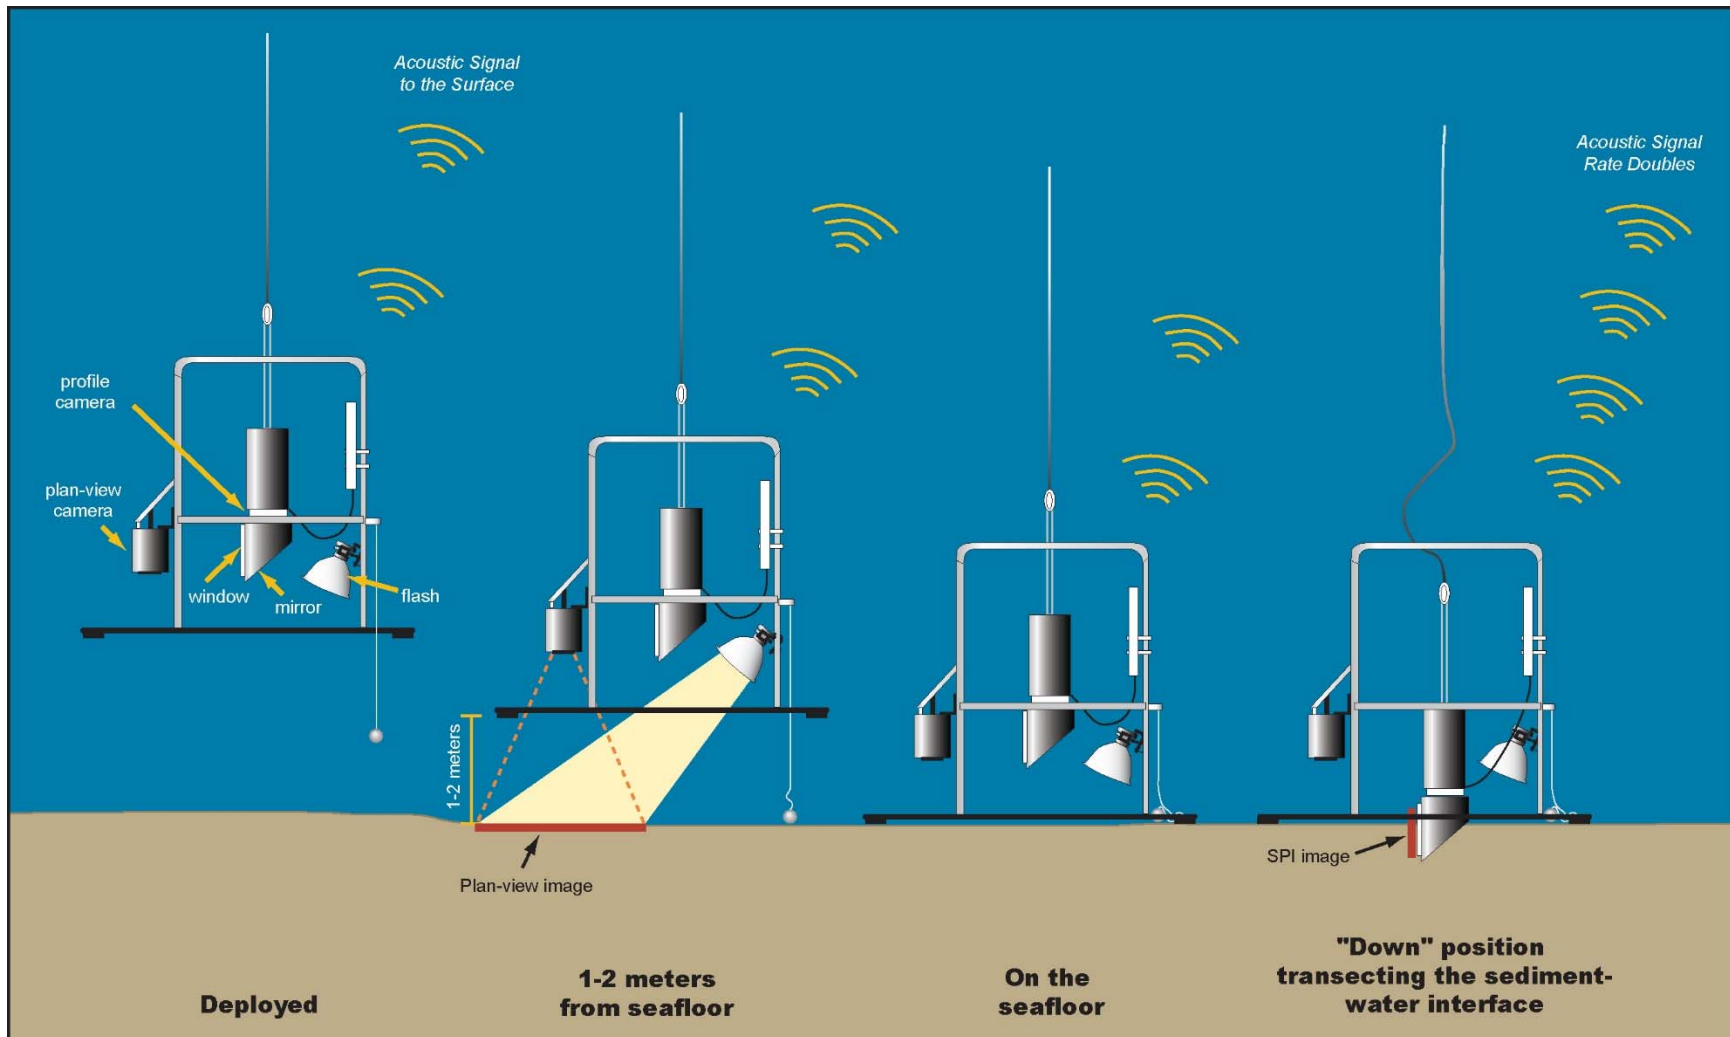 Acoustic Signal
to the Surface
Acoustic Signal
Rate Doubles
profile
camera
plan-view
camera
window
mirror
flash
1-2 meters
Plan-view image
SPI image
Deployed
1-2 meters
from seafloor
On the
seafloor
"Down" position
transecting the sediment-
water interface